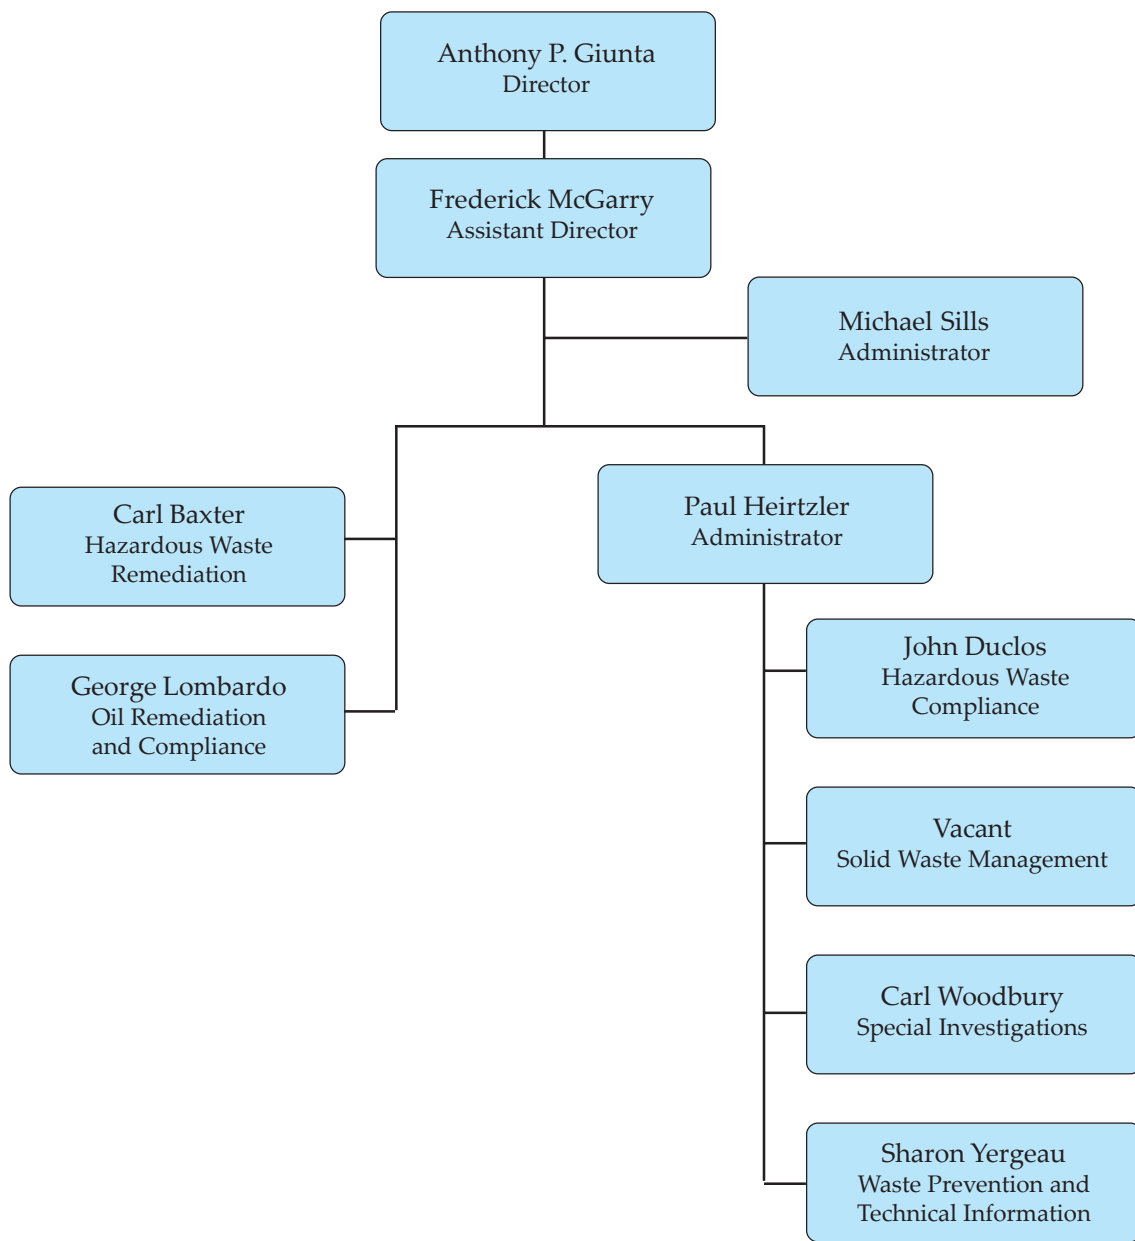 Anthony P. Giunta
Director
Frederick McGarry
Assistant Director
Michael Sills
Administrator
Carl Baxter
Hazardous Waste
Remediation
Paul Heirtzler
Administrator
George Lombardo
Oil Remediation
and Compliance
John Duclos
Hazardous Waste
Compliance
Vacant
Solid Waste Management
Carl Woodbury
Special Investigations
Sharon Yergeau
Waste Prevention and
Technical Information